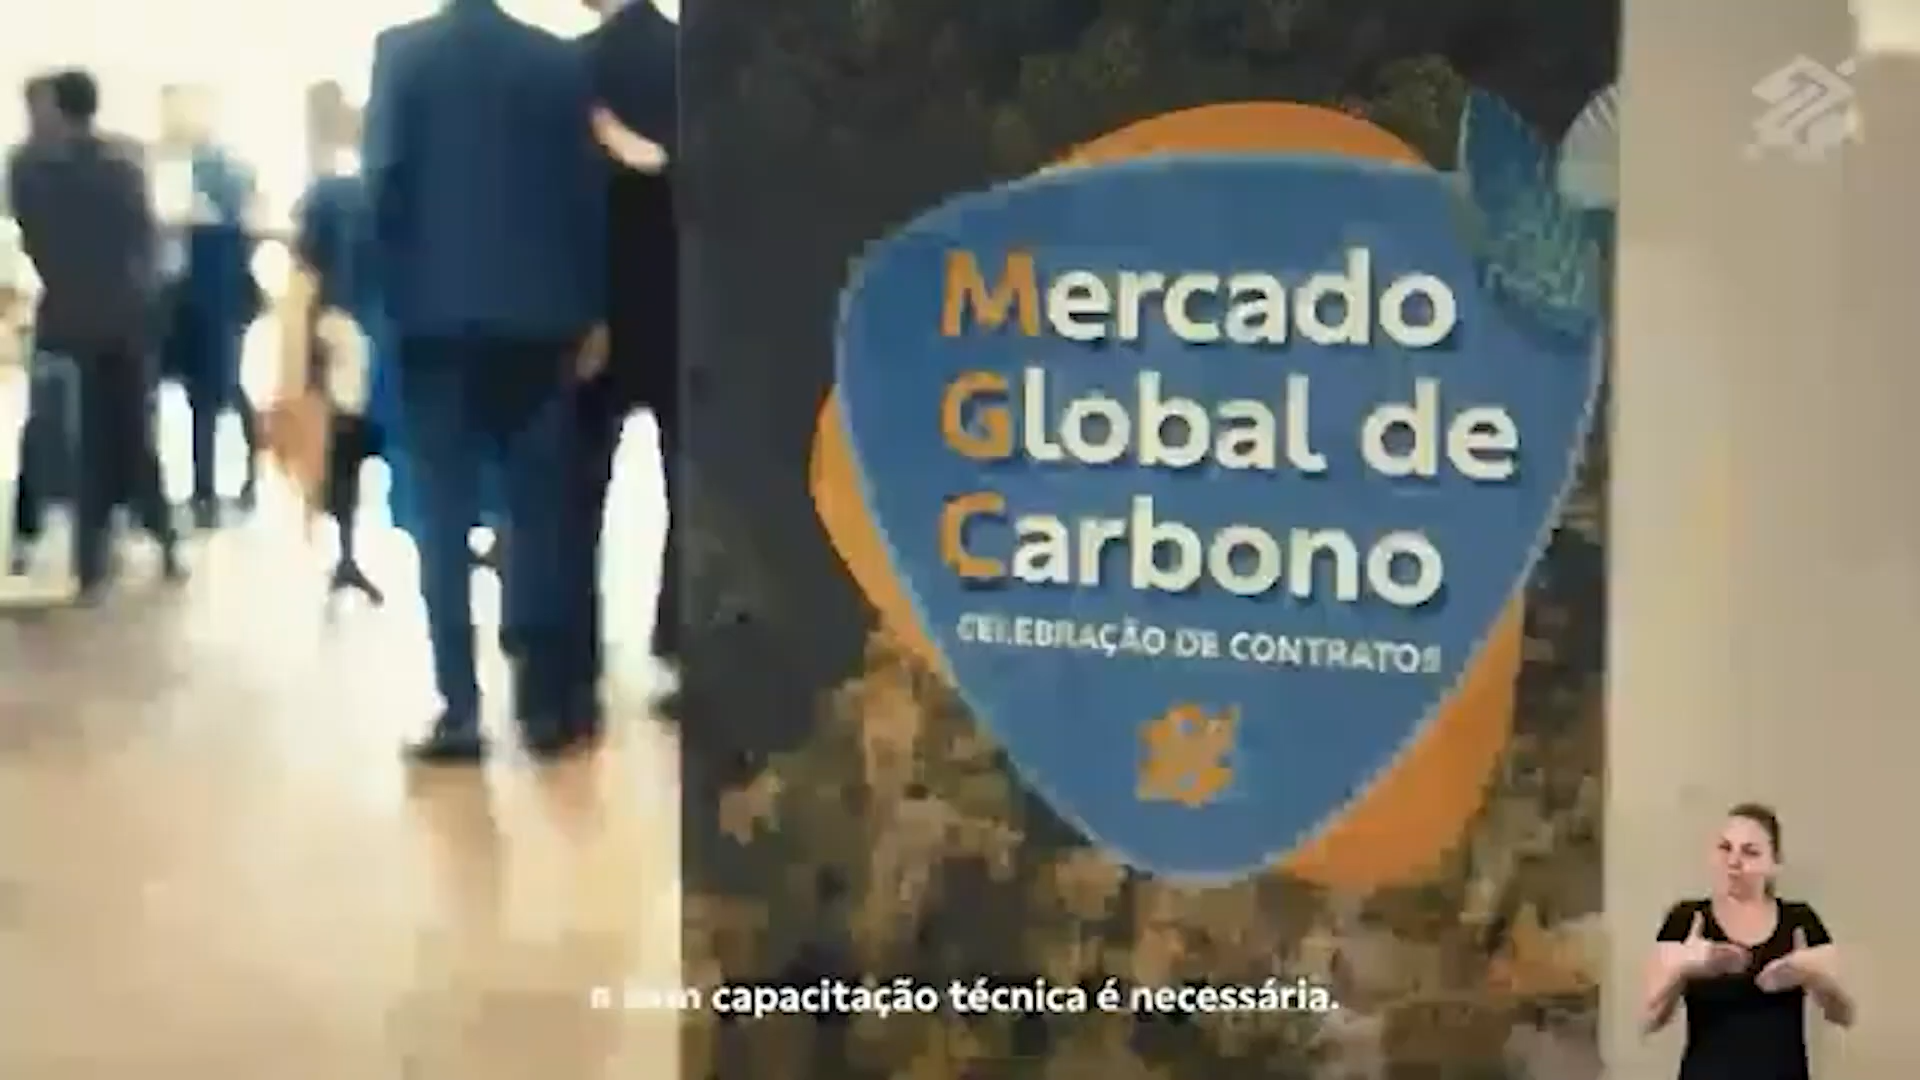 Mercado
Global de
Carbono
CELEBRAÇÃO DE CONTRATOS
capacitação técnica é necessária.